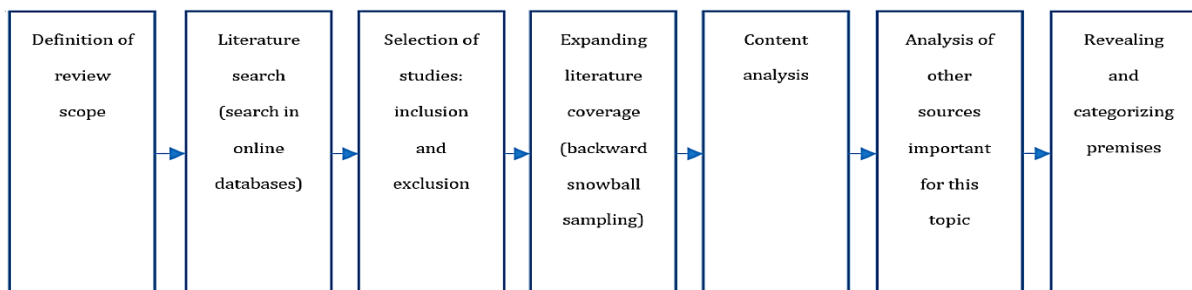 Definition of
review
scope
Literature
search
(search in
online
databases)
Selection of
studies:
inclusion
and
exclusion
Expanding
literature
coverage
(backward
snowball
sampling)
Content
analysis
Analysis of
other
sources
important
for this
topic
Revealing
and
categorizing
premises